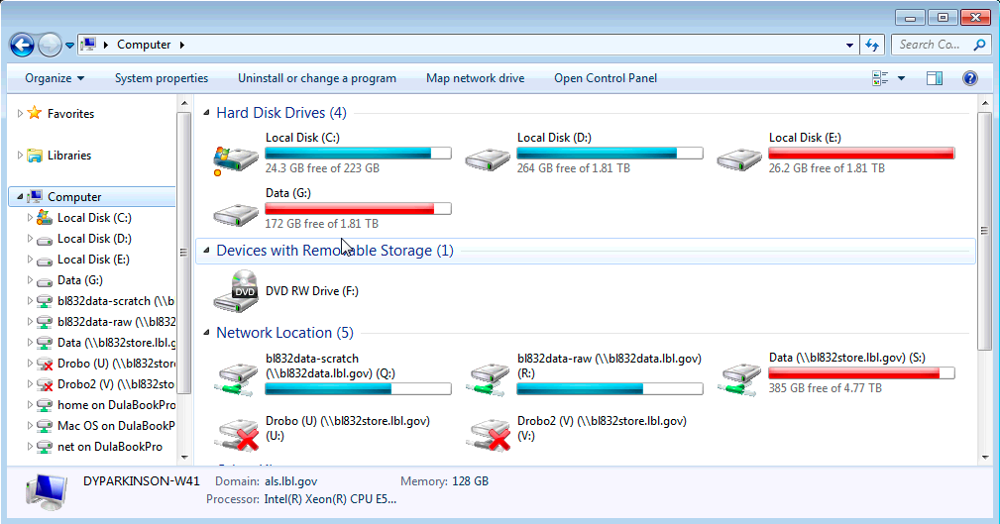 Computer
Search Co...
Organize
System properties
Uninstall or change a program
Map network drive
Open Control Panel
Favorites
Libraries
Computer
Local Disk (C:)
Local Disk (D:)
Local Disk (E:)
Data (G:)
bl832data-scratch (\\b
bl832data-raw (\\bl832
Data (\\bl832store.lbl.g
Drobo (U) (\\bl832stor
Drobo2 (V) (\\bl832sto
home on DulaBookPro
Mac OS on DulaBookP
net on DulaBookPro
Hard Disk Drives (4)
Local Disk (C:)
24.3 GB free of 223 GB
Local Disk (D:)
264 GB free of 1.81 TB
Local Disk (E:)
26.2 GB free of 1.81 TB
Data (G:)
172 GB free of 1.81 TB
Devices with Removable Storage (1)
DVD
DVD RW Drive (F:)
Network Location (5)
bl832data-scratch
(\\bl832data.lbl.gov) (Q:)
bl832data-raw (\\bl832data.lbl.gov)
(R:)
Data (\\bl832store.lbl.gov) (S:)
385 GB free of 4.77 TB
Drobo (U) (\\bl832store.lbl.gov)
(U:)
Drobo2 (V) (\\bl832store.lbl.gov)
(V:)
DYPARKINSON-W41
Domain: als.lbl.gov
Memory: 128 GB
Processor: Intel(R) Xeon(R) CPU E5...